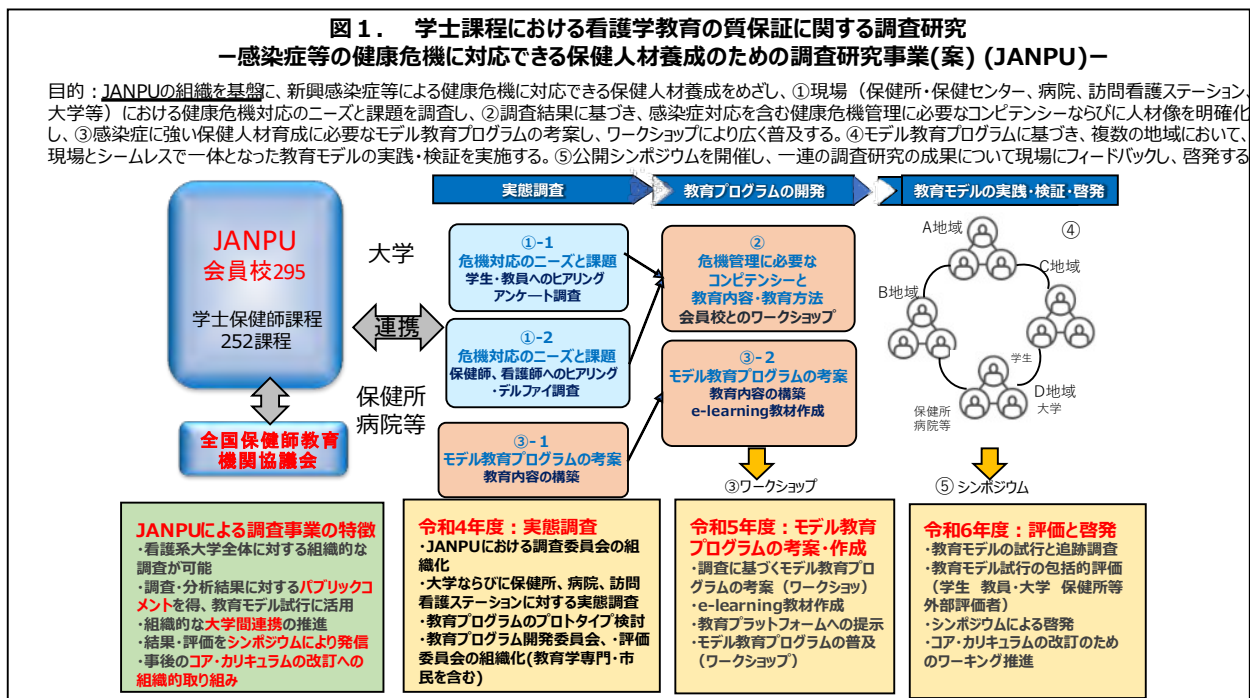 図1.　学士課程における看護学教育の質保証に関する調査研究
ー感染症等の健康危機に対応できる保健人材養成のための調査研究事業(案) (JANPU)ー
目的：JANPUの組織を基盤に、新興感染症等による健康危機に対応できる保健人材養成をめざし、①現場（保健所・保健センター、病院、訪問看護ステーション、
大学等）における健康危機対応のニーズと課題を調査し、②調査結果に基づき、感染症対応を含む健康危機管理に必要なコンピテンシーならびに人材像を明確化
し、③感染症に強い保健人材育成に必要なモデル教育プログラムの考案し、ワークショップにより広く普及する。④モデル教育プログラムに基づき、複数の地域において、
現場とシームレスで一体となった教育モデルの実践・検証を実施する。⑤公開シンポジウムを開催し、一連の調査研究の成果について現場にフィードバックし、啓発する
実態調査
教育プログラムの開発
教育モデルの実践・検証・啓発
JANPU
会員校295
学士保健師課程
252課程
大学
連携
保健所
病院等
全国保健師教育
機関協議会
①-1
危機対応のニーズと課題
学生・教員へのヒアリング
アンケート調査
①-2
危機対応のニーズと課題
保健師、看護師へのヒアリング
・デルファイ調査
③-1
モデル教育プログラムの考案
教育内容の構築
②
危機管理に必要な
コンピテンシーと
教育内容・教育方法
会員校とのワークショップ
③-2
モデル教育プログラムの考案
教育内容の構築
e-learning教材作成
③ワークショップ
A地域
④
C地域
B地域
学生
D地域
大学
保健所
病院等
⑤ シンポジウム
JANPUによる調査事業の特徴
・看護系大学全体に対する組織的な
調査が可能
・調査・分析結果に対するパブリックコ
メントを得、教育モデル試行に活用
・組織的な大学間連携の推進
・結果・評価をシンポジウムにより発信
・事後のコア・カリキュラムの改訂への
組織的取り組み
令和4年度：実態調査
・JANPUにおける調査委員会の組
織化
・大学ならびに保健所、病院、訪問
看護ステーションに対する実態調査
・教育プログラムのプロトタイプ検討
・教育プログラム開発委員会、・評価
委員会の組織化(教育学専門・市
民を含む)
令和5年度：モデル教育
プログラムの考案・作成
・調査に基づくモデル教育プロ
グラムの考案（ワークショッ）
・e-learning教材作成
・教育プラットフォームへの提示
・モデル教育プログラムの普及
（ワークショップ）
令和6年度：評価と啓発
・教育モデルの試行と追跡調査
・教育モデル試行の包括的評価
（学生 教員・大学 保健所等
外部評価者）
・シンポジウムによる啓発
・コア・カリキュラムの改訂のため
のワーキング推進